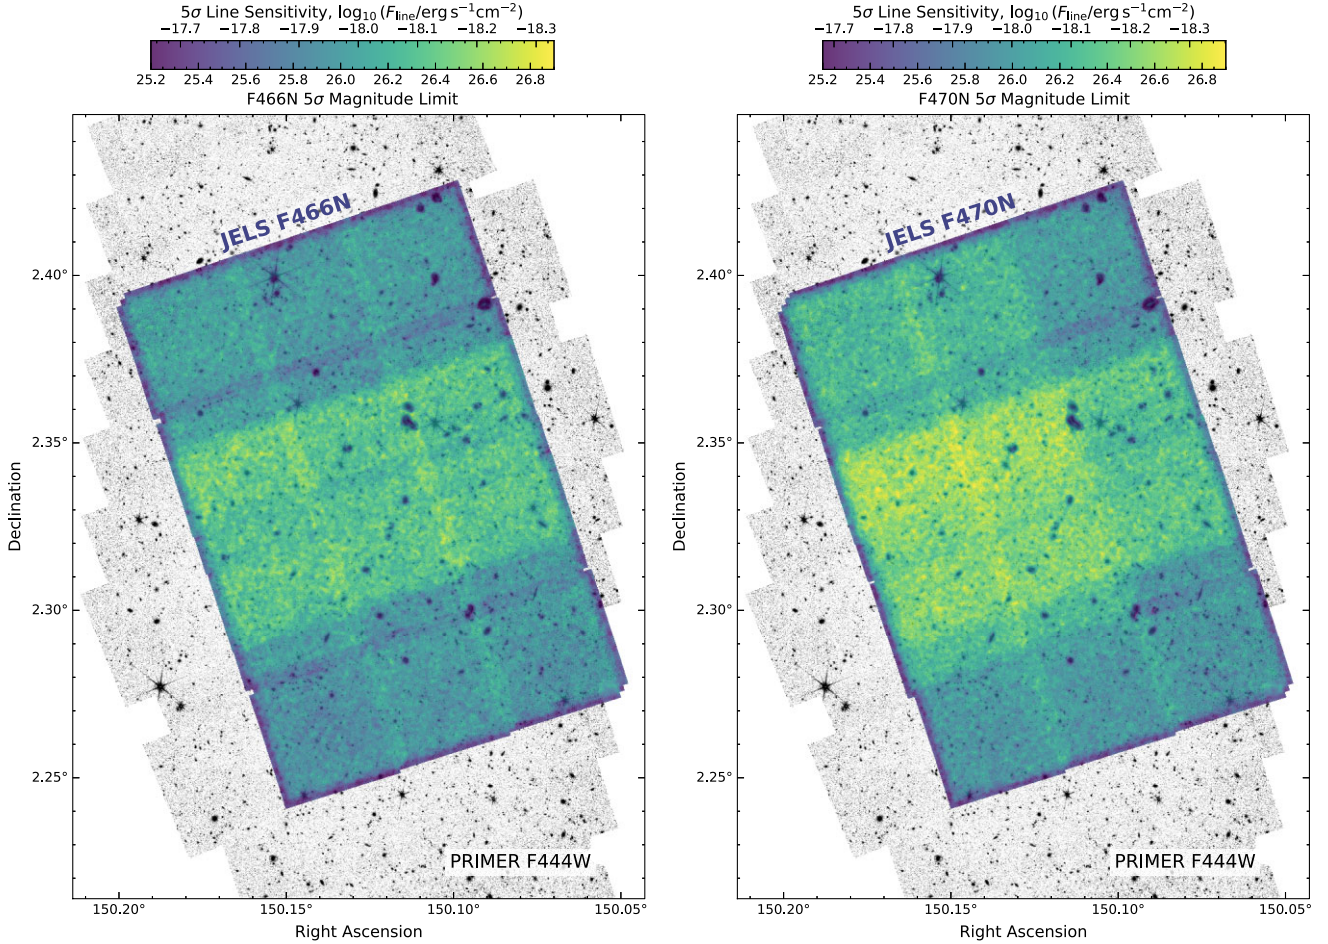 5σ Line Sensitivity, log₁₀ (F_line/erg s⁻¹ cm⁻²)
−17.7 −17.8 −17.9 −18.0 −18.1 −18.2 −18.3
25.2 25.4 25.6 25.8 26.0 26.2 26.4 26.6 26.8
F466N 5σ Magnitude Limit
JELS F466N
2.40°
2.35°
2.30°
2.25°
Declination
PRIMER F444W
150.20° 150.15° 150.10° 150.05°
Right Ascension
5σ Line Sensitivity, log₁₀ (F_line/erg s⁻¹ cm⁻²)
−17.7 −17.8 −17.9 −18.0 −18.1 −18.2 −18.3
25.2 25.4 25.6 25.8 26.0 26.2 26.4 26.6 26.8
F470N 5σ Magnitude Limit
JELS F470N
2.40°
2.35°
2.30°
2.25°
Declination
PRIMER F444W
150.20° 150.15° 150.10° 150.05°
Right Ascension